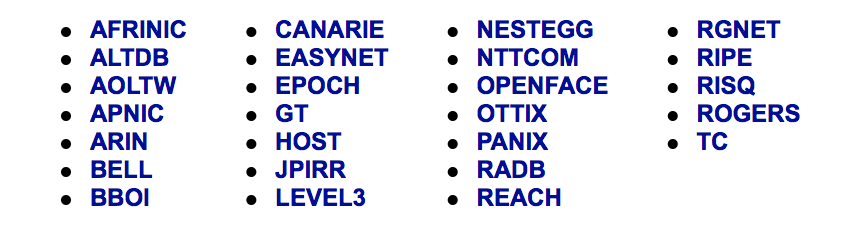 AFRINIC
ALTDB
AOLTW
APNIC
ARIN
BELL
BBOI
CANARIE
EASYNET
EPOCH
GT
HOST
JPIRR
LEVEL3
NESTEGG
NTTCOM
OPENFACE
OTTIX
PANIX
RADB
REACH
RGNET
RIPE
RISQ
ROGERS
TC